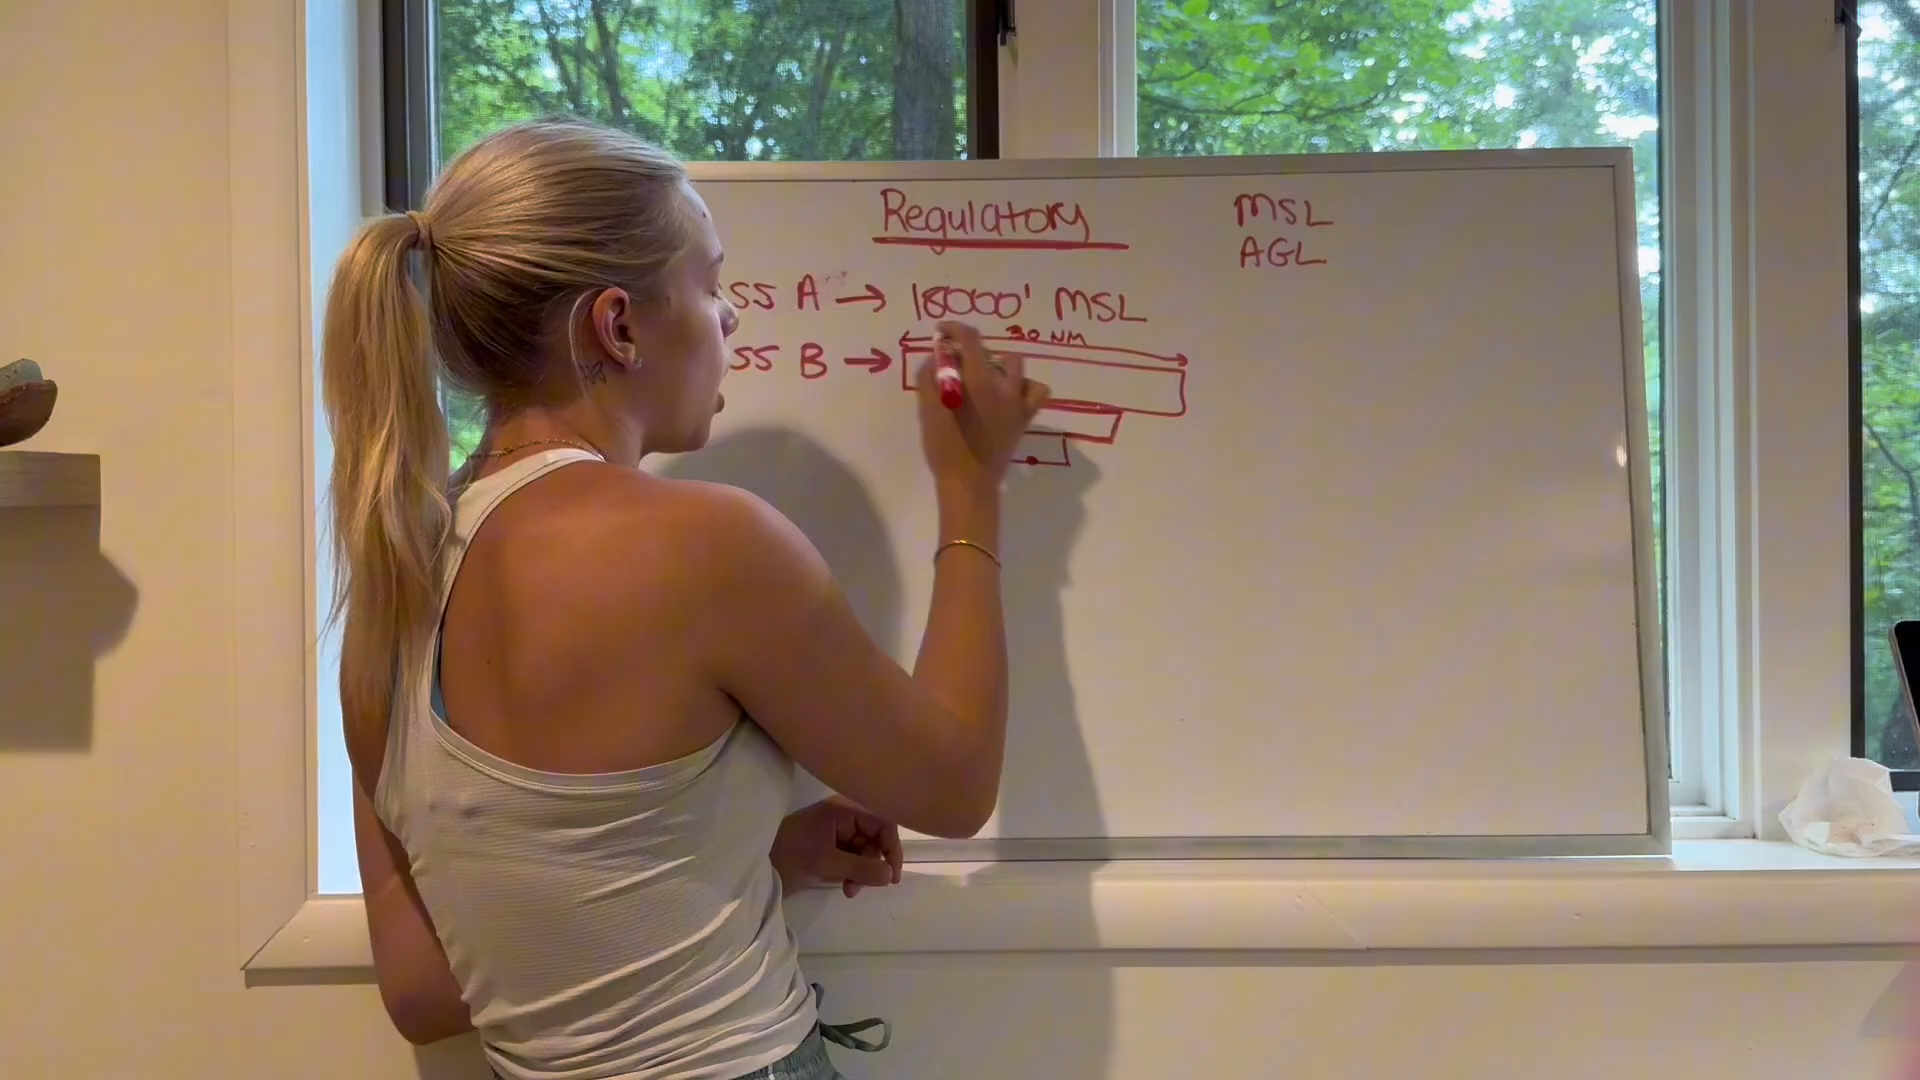 Regulatory
MSL
AGL
ss A → 18000' MSL
30 NM
ss B →